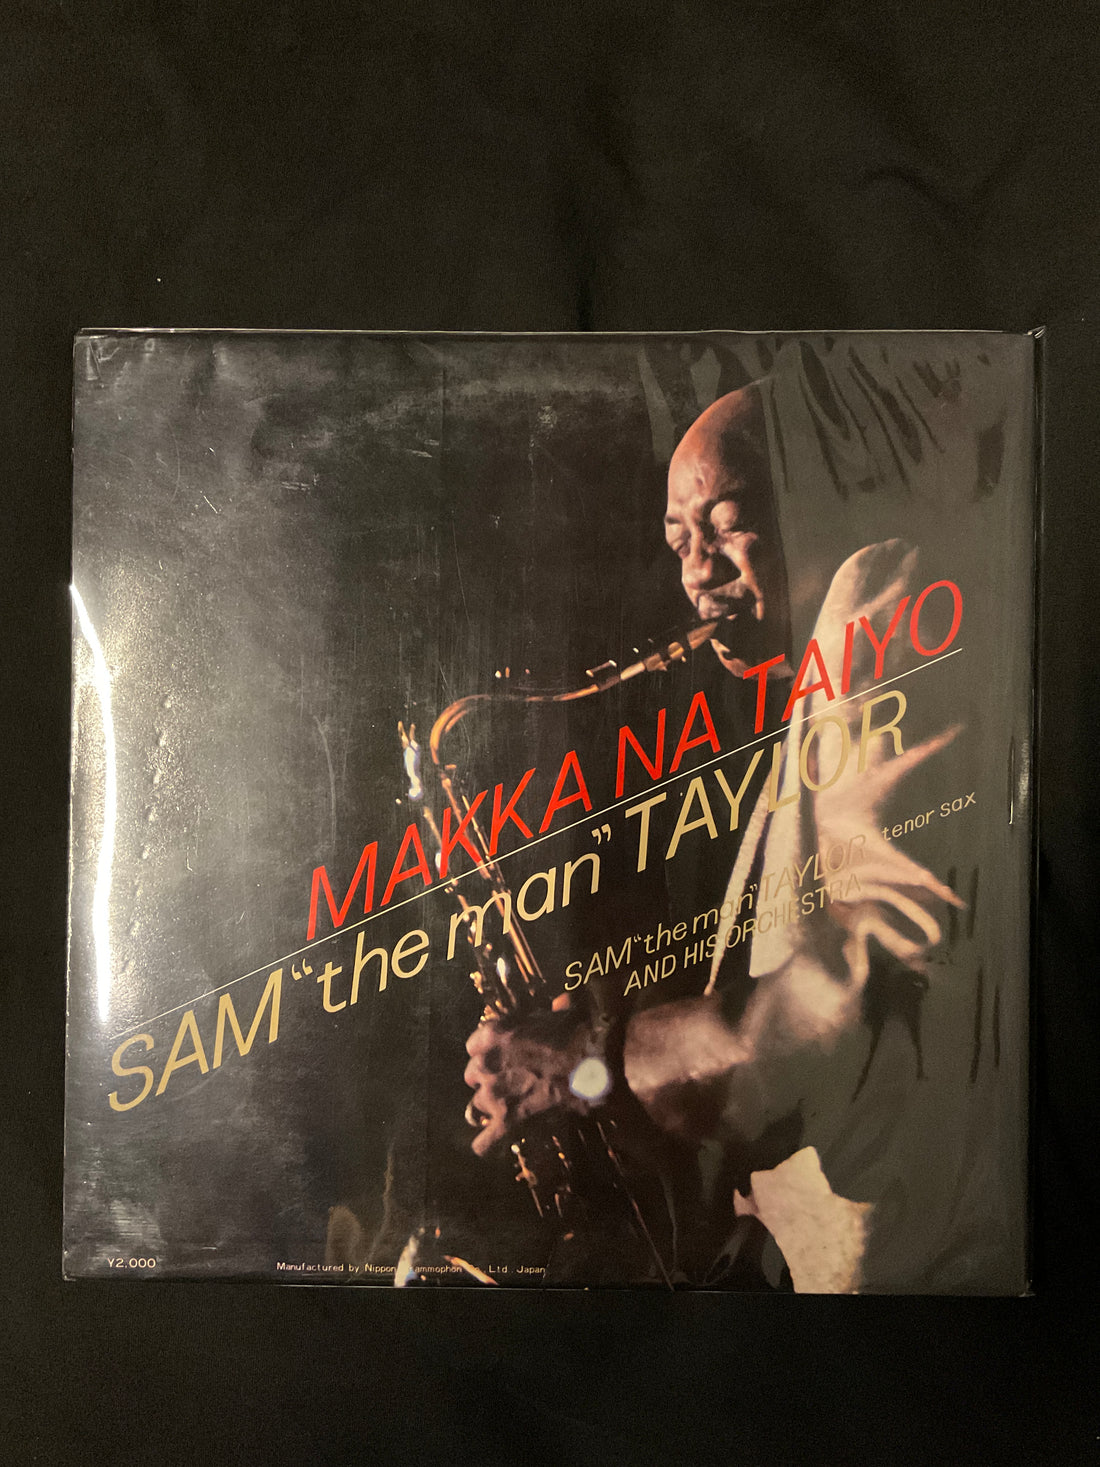 MAKKA NA TAIYO
SAM “the man” TAYLOR
SAM “the man” TAYLOR tenor sax
AND HIS ORCHESTRA
¥2,000
Manufactured by Nippon Grammophon Co., Ltd. Japan